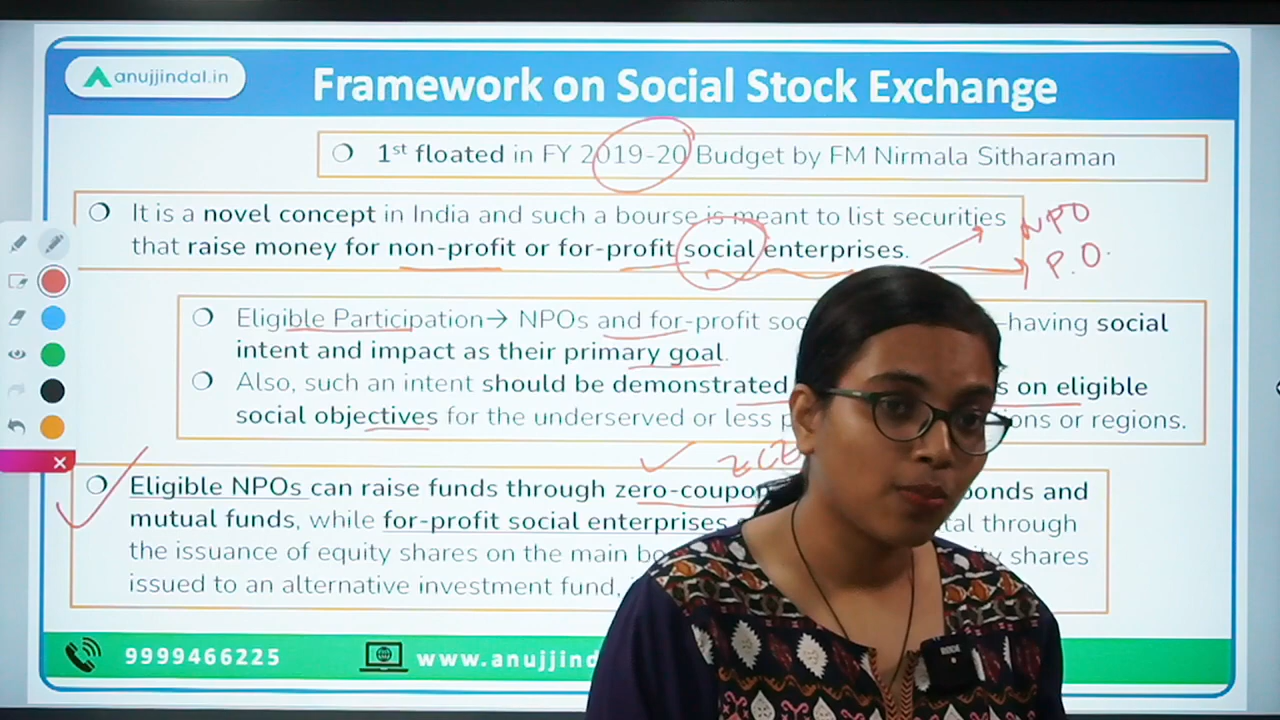 anujjindal.in
Framework on Social Stock Exchange
1st floated in FY 2019-20 Budget by FM Nirmala Sitharaman
It is a novel concept in India and such a bourse is meant to list securities
that raise money for non-profit or for-profit social enterprises.
NPO
P.O.
Eligible Participation→ NPOs and for-profit soc -having social
intent and impact as their primary goal.
Also, such an intent should be demonstrated s on eligible
social objectives for the underserved or less p ons or regions.
ZCZ
Eligible NPOs can raise funds through zero-coupon bonds and
mutual funds, while for-profit social enterprises tal through
the issuance of equity shares on the main bo ty shares
issued to an alternative investment fund,
9999466225
www.anujjind